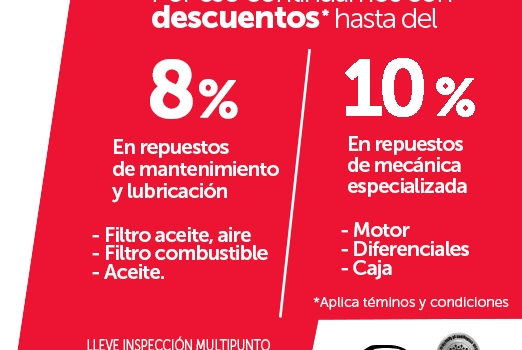 descuentos* hasta del
8%
En repuestos
de mantenimiento
y lubricación
- Filtro aceite, aire
- Filtro combustible
- Aceite.
10 %
En repuestos
de mecánica
especializada
- Motor
- Diferenciales
- Caja
*Aplica téminos y condiciones
LLEVE INSPECCIÓN MULTIPUNTO